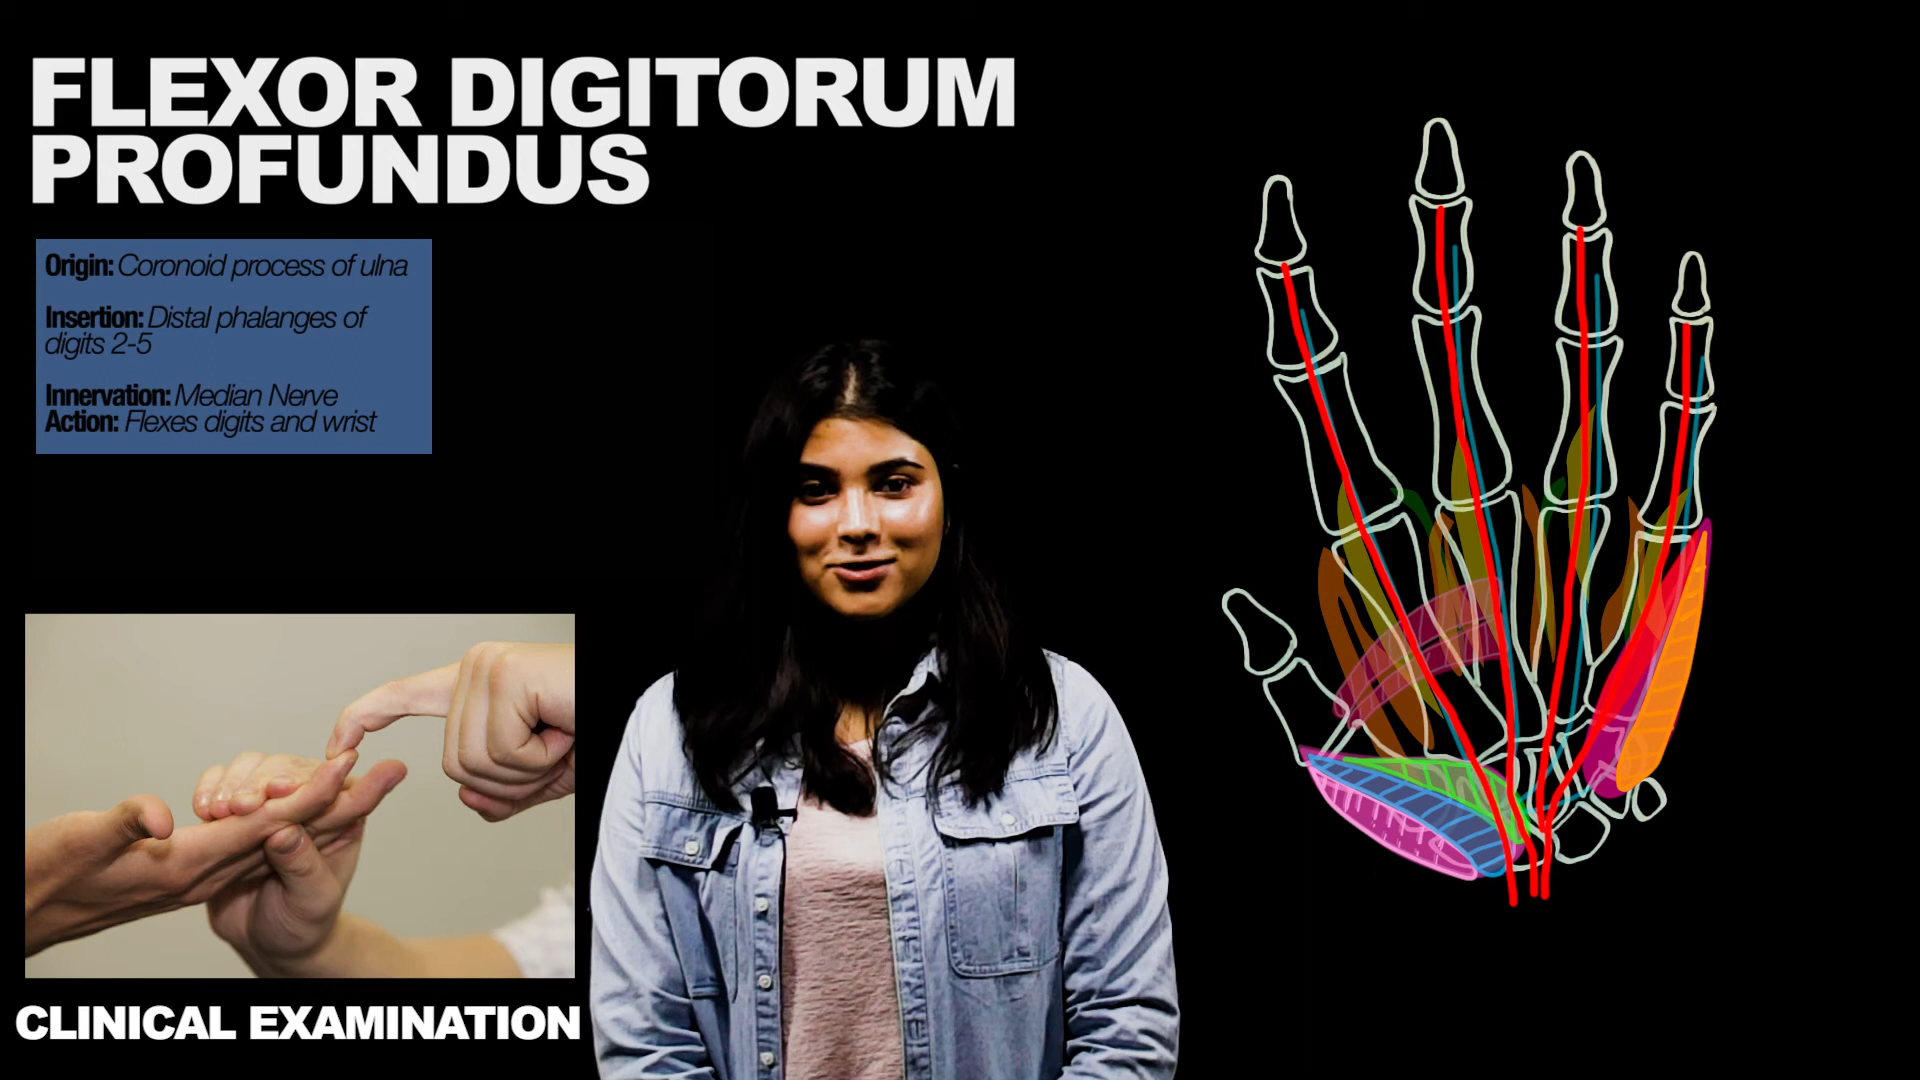 FLEXOR DIGITORUM
PROFUNDUS
Origin: Coronoid process of ulna
Insertion: Distal phalanges of
digits 2-5
Innervation: Median Nerve
Action: Flexes digits and wrist
CLINICAL EXAMINATION